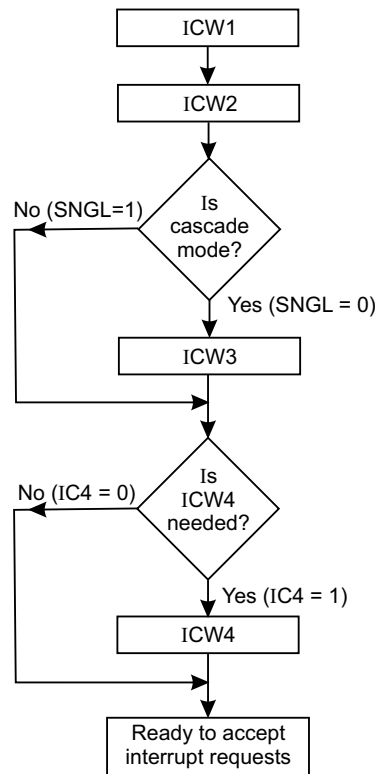 ICW1
ICW2
Is
cascade
mode?
No (SNGL=1)
Yes (SNGL = 0)
ICW3
Is
ICW4
needed?
No (IC4 = 0)
Yes (IC4 = 1)
ICW4
Ready to accept
interrupt requests